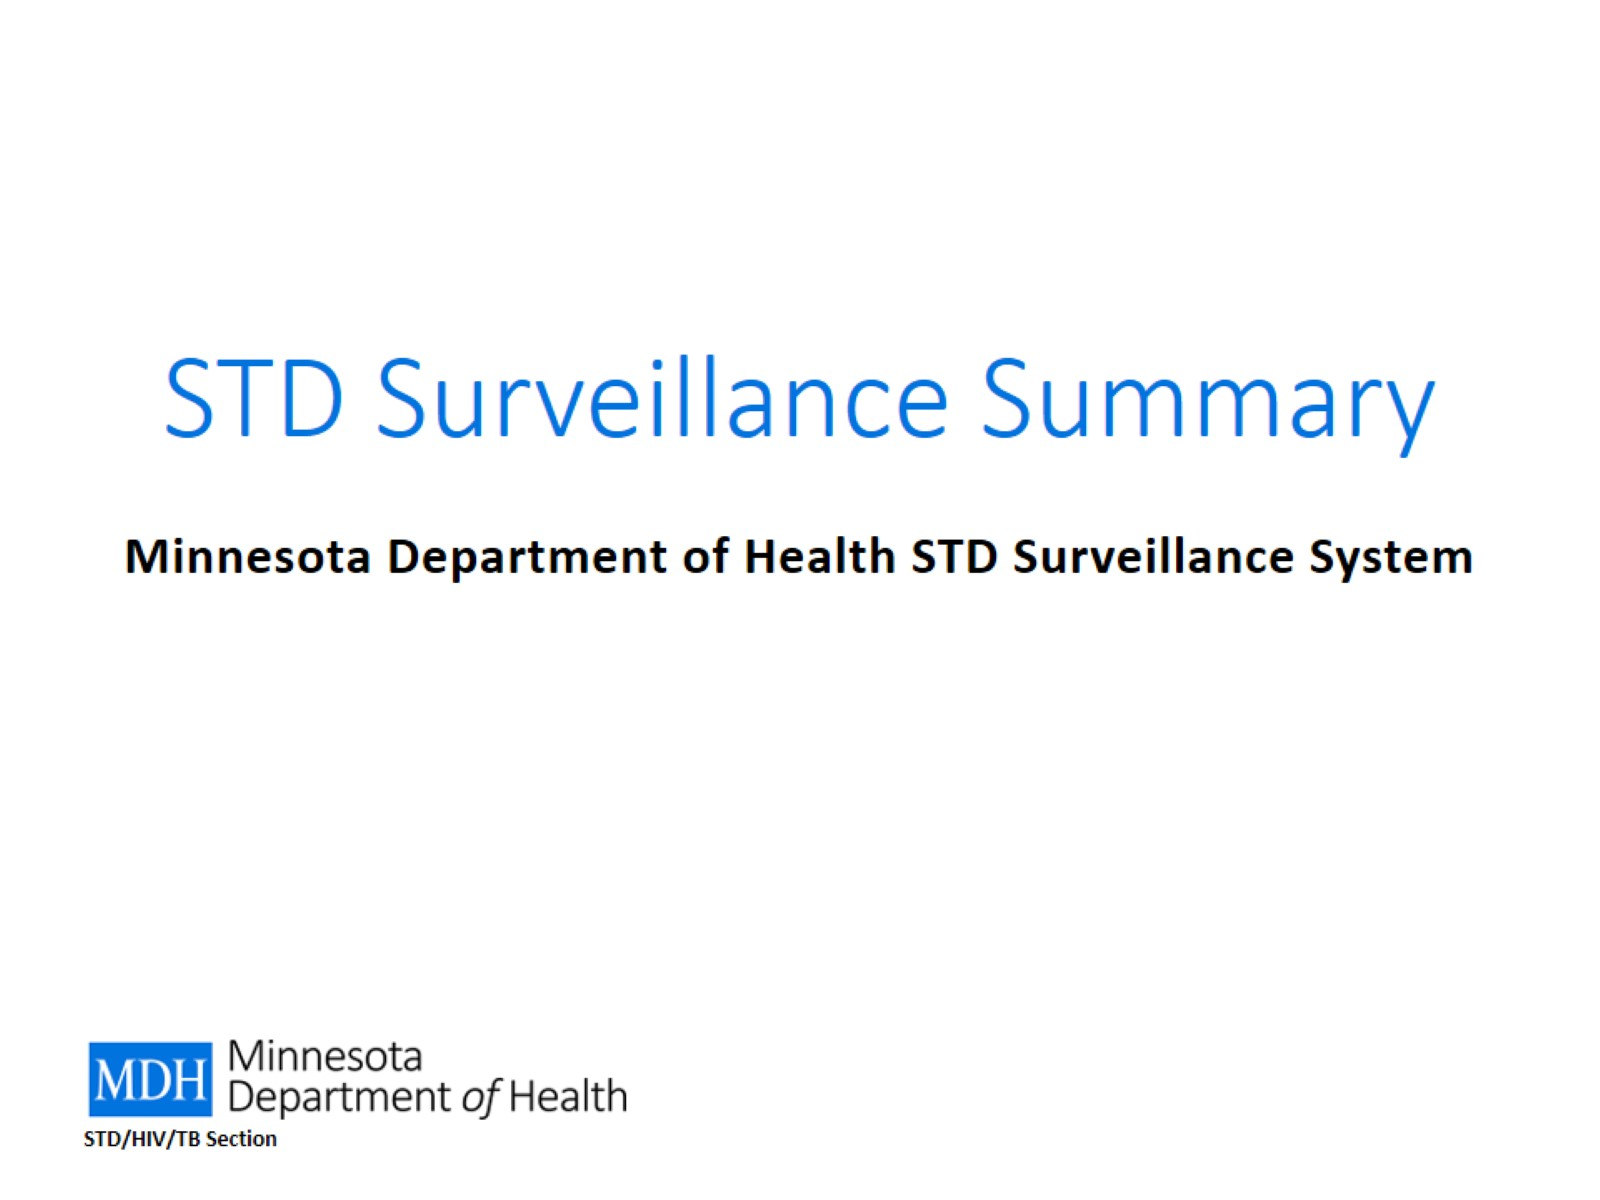 STD Surveillance Summary
Minnesota Department of Health STD Surveillance System
MDH
Minnesota
Department of Health
STD/HIV/TB Section